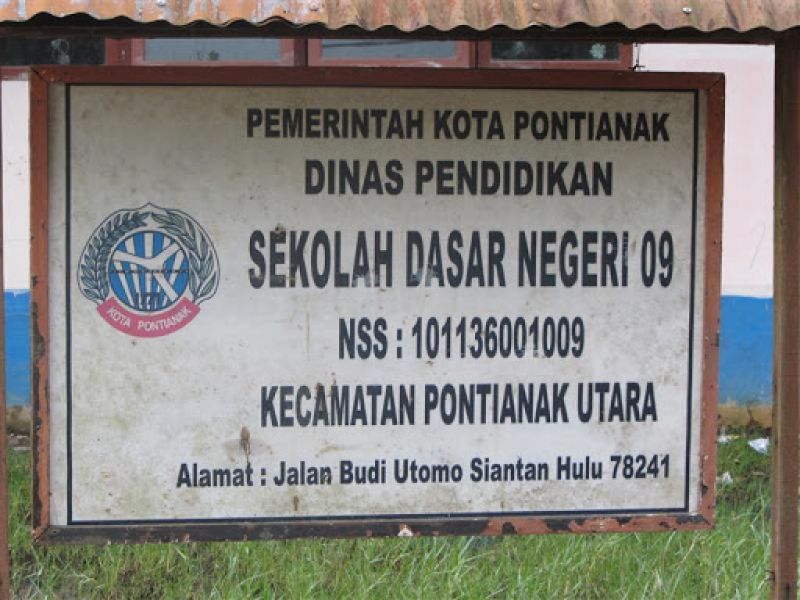 PEMERINTAH KOTA PONTIANAK
DINAS PENDIDIKAN
SEKOLAH DASAR NEGERI 09
NSS : 101136001009
KECAMATAN PONTIANAK UTARA
Alamat : Jalan Budi Utomo Siantan Hulu 78241
KOTA PONTIANAK